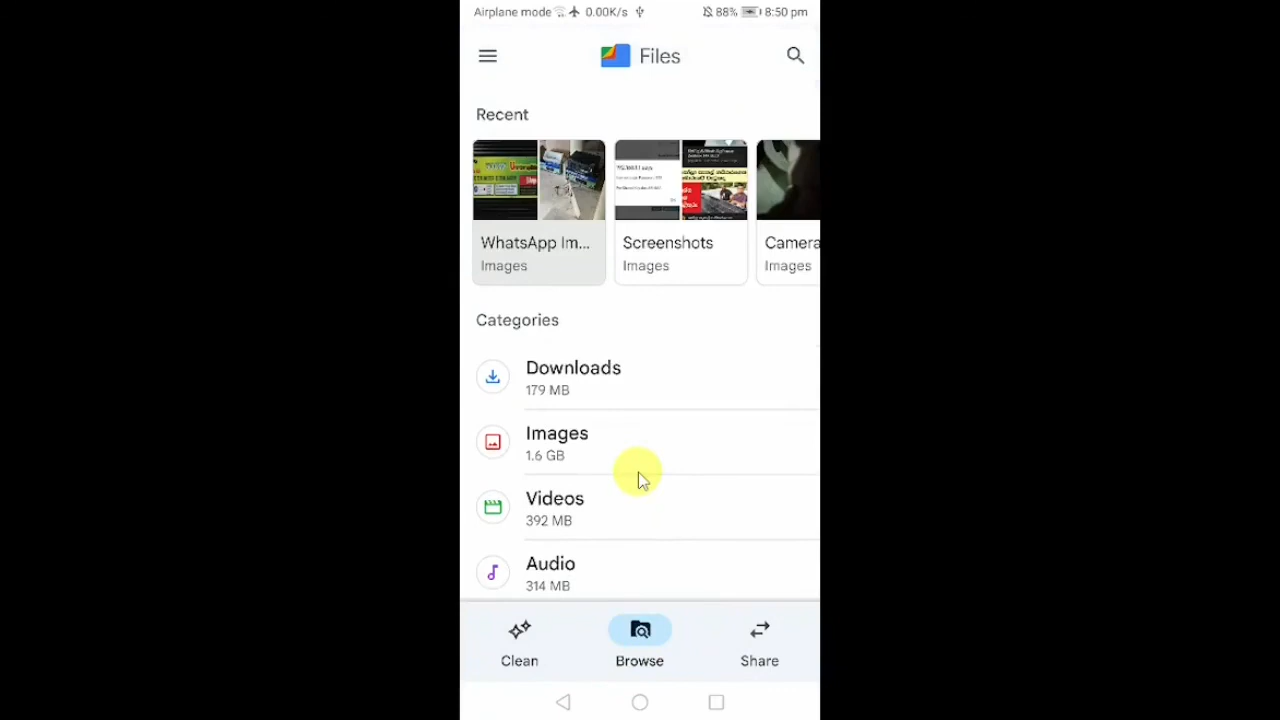 Airplane mode 0.00K/s 88% 8:50 pm
Files
Recent
WhatsApp Im... Screenshots Camera
Images Images Images
Categories
Downloads
179 MB
Images
1.6 GB
Videos
392 MB
Audio
314 MB
Clean Browse Share